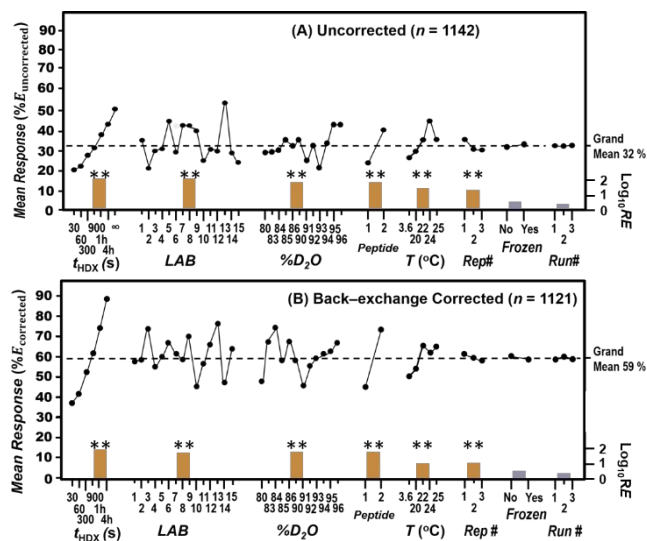 (A) Uncorrected (n = 1142)
Mean Response (%E uncorrected)
90
80
70
60
50
40
30
20
10
0
Grand
Mean 32 %
** ** ** ** ** **
2
1
0
Log10RE
30 900 ∞
60 1h
300 4h
tHDX (s)
1 3 4 5 7 9 11 13 15
2 4 6 8 10 12 14
LAB
80 84 86 91 93 95
83 85 90 92 94 96
%D2O
1 2
Peptide
3.6 22 25
20 24
T (°C)
1 3
2
Rep#
No Yes
Frozen
1 3
2
Run#
(B) Back–exchange Corrected (n = 1121)
Mean Response (%E corrected)
90
80
70
60
50
40
30
20
10
0
Grand
Mean 59 %
** ** ** ** ** **
2
1
0
Log10RE
30 900
60 1h
300 4h
tHDX (s)
1 3 5 7 9 11 13 15
2 4 6 8 10 12 14
LAB
80 84 86 91 93 95
83 85 90 92 94 96
%D2O
1 2
Peptide
3.6 22 25
20 24
T (°C)
1 3
2
Rep #
No Yes
Frozen
1 3
2
Run #